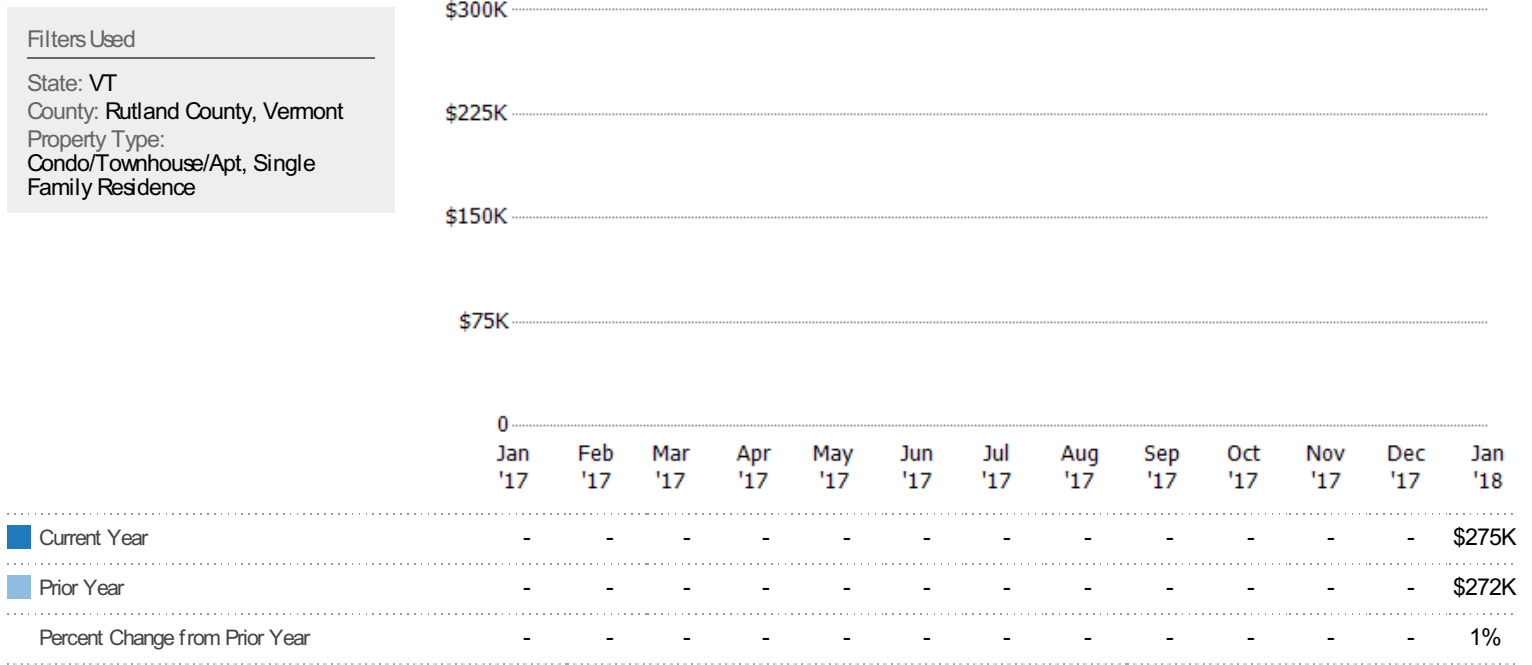 Filters Used
State: VT
County: Rutland County, Vermont
Property Type:
Condo/Townhouse/Apt, Single
Family Residence
$300K
$225K
$150K
$75K
0
Jan Feb Mar Apr May Jun Jul Aug Sep Oct Nov Dec Jan
'17 '17 '17 '17 '17 '17 '17 '17 '17 '17 '17 '17 '18
Current Year - - - - - - - - - - - - $275K
Prior Year - - - - - - - - - - - - $272K
Percent Change from Prior Year - - - - - - - - - - - - 1%